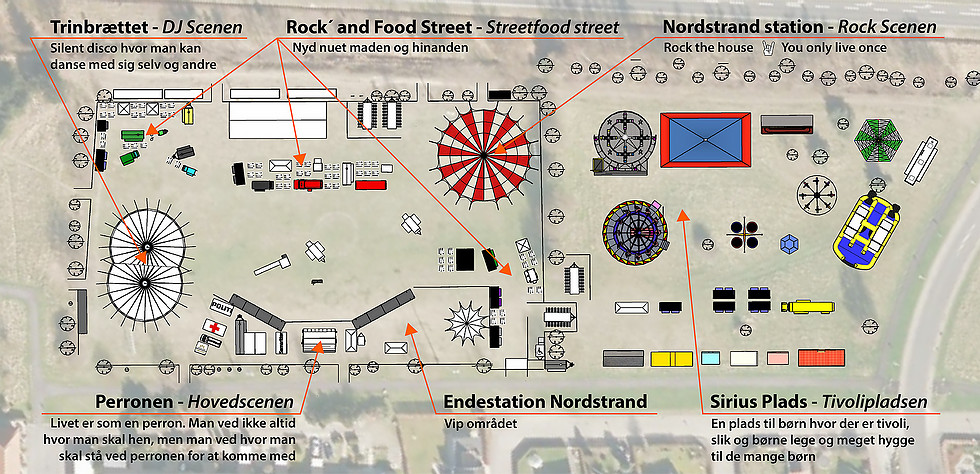 Trinbrættet - DJ Scenen
Silent disco hvor man kan
danse med sig selv og andre
Rock´ and Food Street - Streetfood street
Nyd nuet maden og hinanden
Nordstrand station - Rock Scenen
Rock the house 🤘 You only live once
POLITI
Perronen - Hovedscenen
Livet er som en perron. Man ved ikke altid
hvor man skal hen, men man ved hvor man
skal stå ved perronen for at komme med
Endestation Nordstrand
Vip området
Sirius Plads - Tivolipladsen
En plads til børn hvor der er tivoli,
slik og børne lege og meget hygge
til de mange børn